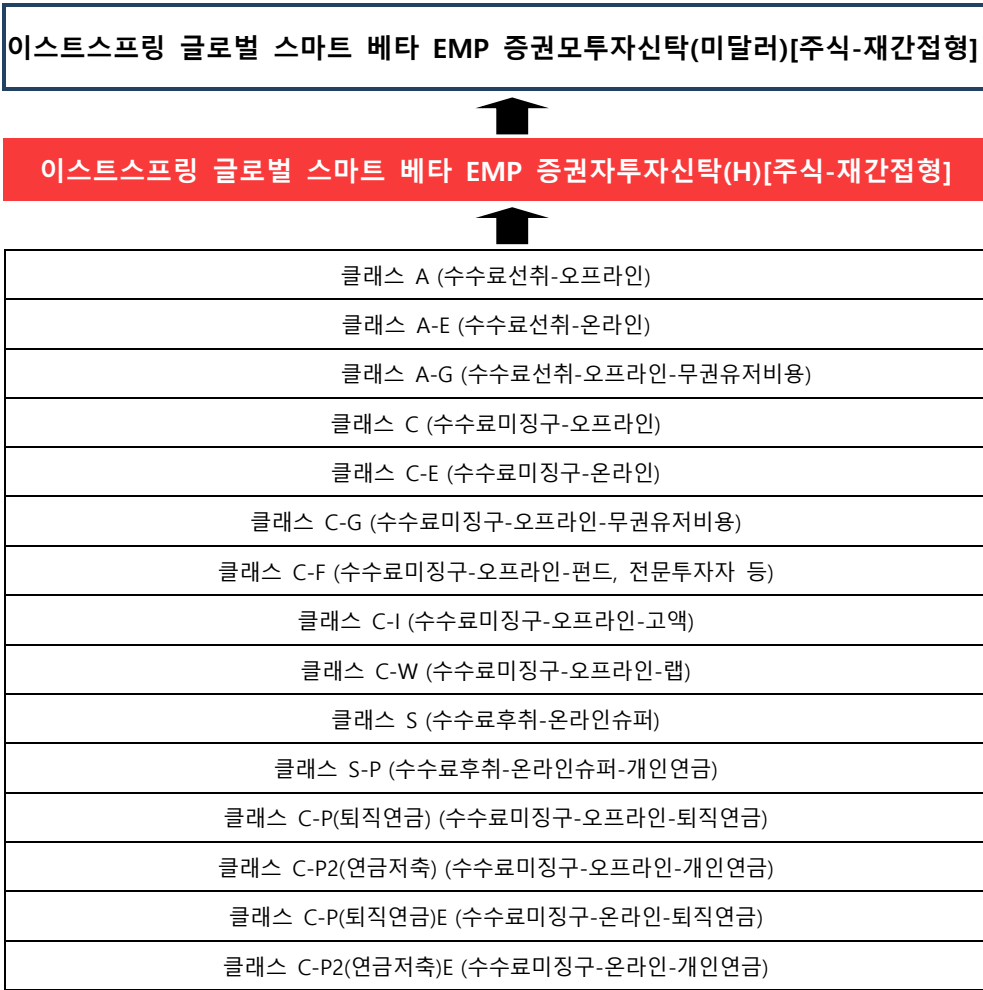 이스트스프링 글로벌 스마트 베타 EMP 증권모투자신탁(미달러)[주식-재간접형]
이스트스프링 글로벌 스마트 베타 EMP 증권자투자신탁(H)[주식-재간접형]
클래스 A (수수료선취-오프라인)
클래스 A-E (수수료선취-온라인)
클래스 A-G (수수료선취-오프라인-무권유저비용)
클래스 C (수수료미징구-오프라인)
클래스 C-E (수수료미징구-온라인)
클래스 C-G (수수료미징구-오프라인-무권유저비용)
클래스 C-F (수수료미징구-오프라인-펀드, 전문투자자 등)
클래스 C-I (수수료미징구-오프라인-고액)
클래스 C-W (수수료미징구-오프라인-랩)
클래스 S (수수료후취-온라인슈퍼)
클래스 S-P (수수료후취-온라인슈퍼-개인연금)
클래스 C-P(퇴직연금) (수수료미징구-오프라인-퇴직연금)
클래스 C-P2(연금저축) (수수료미징구-오프라인-개인연금)
클래스 C-P(퇴직연금)E (수수료미징구-온라인-퇴직연금)
클래스 C-P2(연금저축)E (수수료미징구-온라인-개인연금)